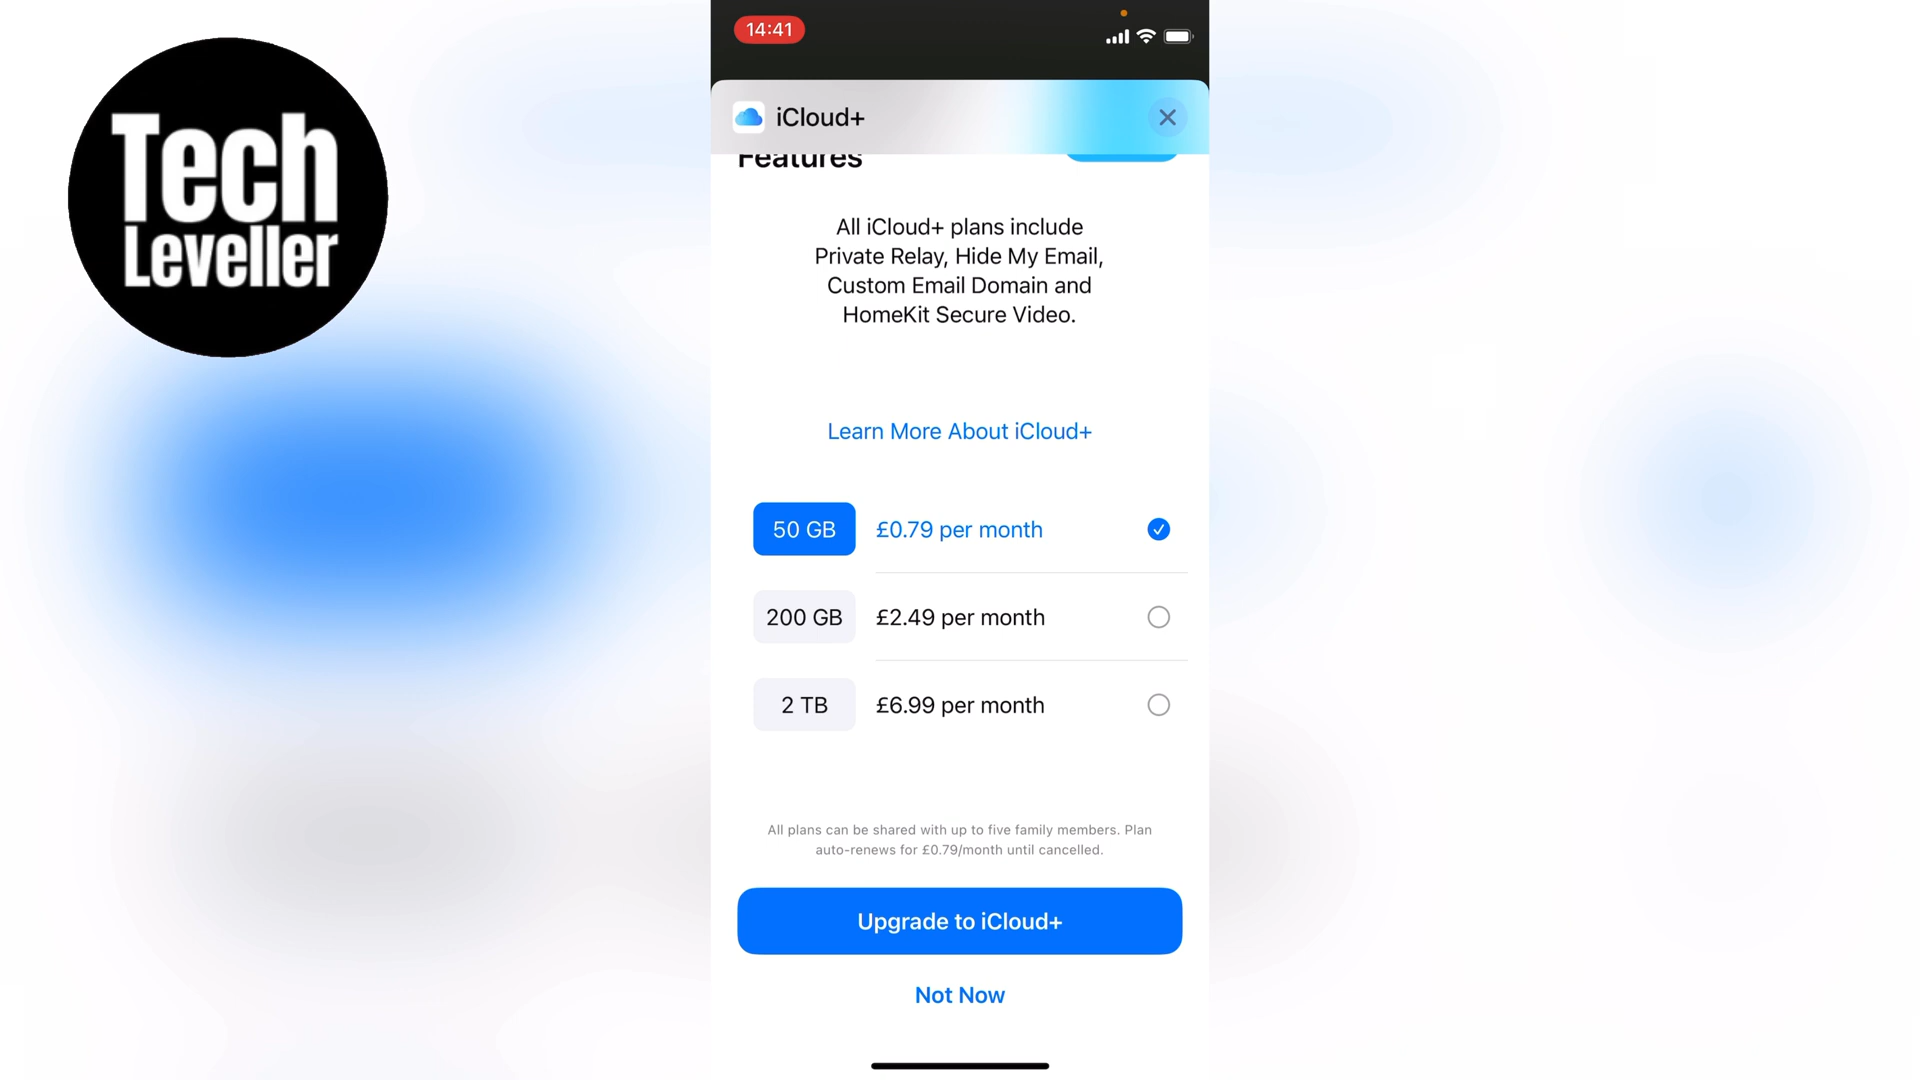 Tech
Leveller
14:41
iCloud+
Features
All iCloud+ plans include
Private Relay, Hide My Email,
Custom Email Domain and
HomeKit Secure Video.
Learn More About iCloud+
50 GB £0.79 per month
200 GB £2.49 per month
2 TB £6.99 per month
All plans can be shared with up to five family members. Plan
auto-renews for £0.79/month until cancelled.
Upgrade to iCloud+
Not Now